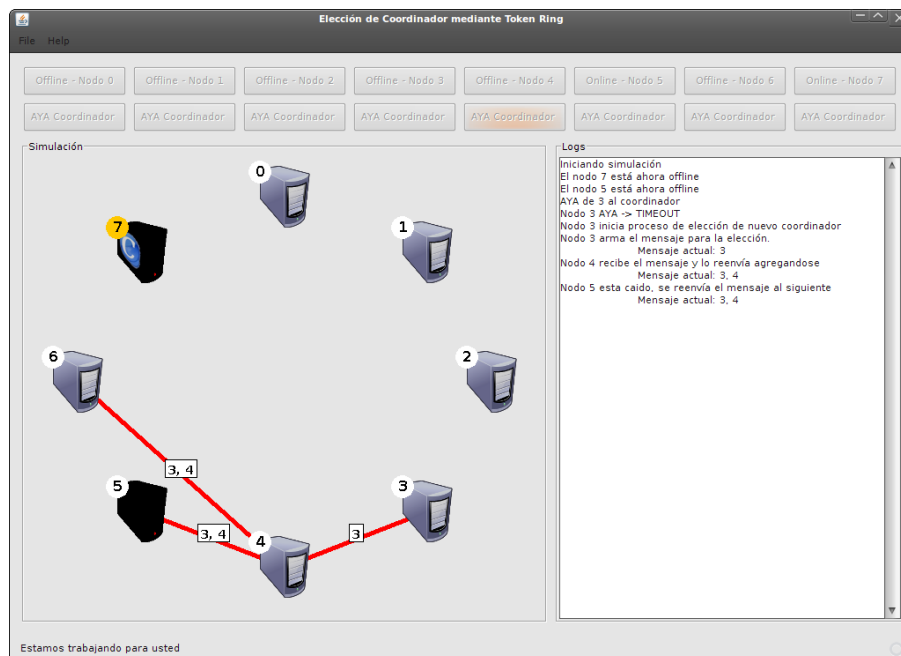 Elección de Coordinador mediante Token Ring
File Help
Offline - Nodo 0 Offline - Nodo 1 Offline - Nodo 2 Offline - Nodo 3 Offline - Nodo 4 Online - Nodo 5 Offline - Nodo 6 Online - Nodo 7
AYA Coordinador AYA Coordinador AYA Coordinador AYA Coordinador AYA Coordinador AYA Coordinador AYA Coordinador AYA Coordinador
Simulación
0
7
1
6
2
3, 4
5
3
3, 4
4
3
Logs
Iniciando simulación
El nodo 7 está ahora offline
El nodo 5 está ahora offline
AYA de 3 al coordinador
Nodo 3 AYA -> TIMEOUT
Nodo 3 inicia proceso de elección de nuevo coordinador
Nodo 3 arma el mensaje para la elección.
Mensaje actual: 3
Nodo 4 recibe el mensaje y lo reenvía agregandose
Mensaje actual: 3, 4
Nodo 5 esta caido, se reenvía el mensaje al siguiente
Mensaje actual: 3, 4
Estamos trabajando para usted